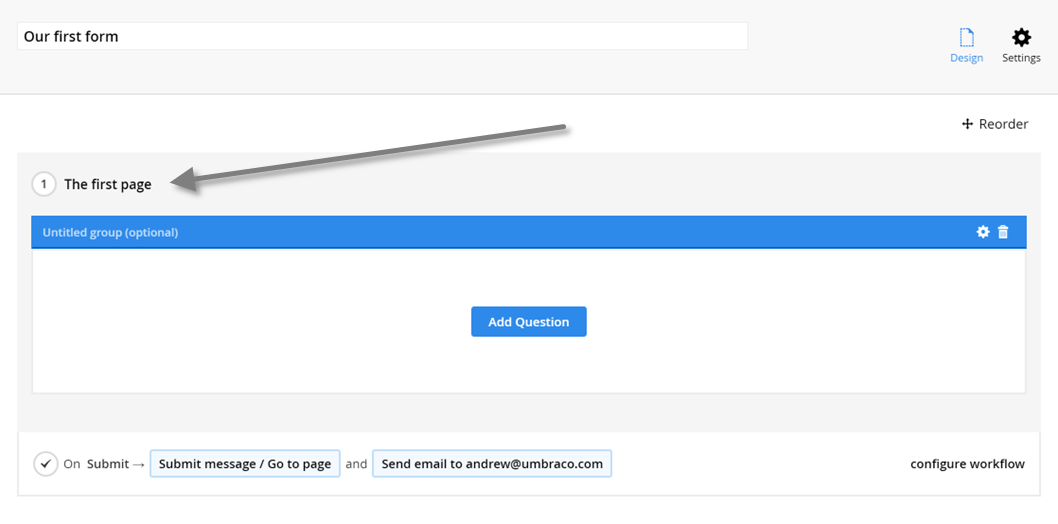 Our first form
Design
Settings
Reorder
1 The first page
Untitled group (optional)
Add Question
On Submit → Submit message / Go to page and Send email to andrew@umbraco.com configure workflow